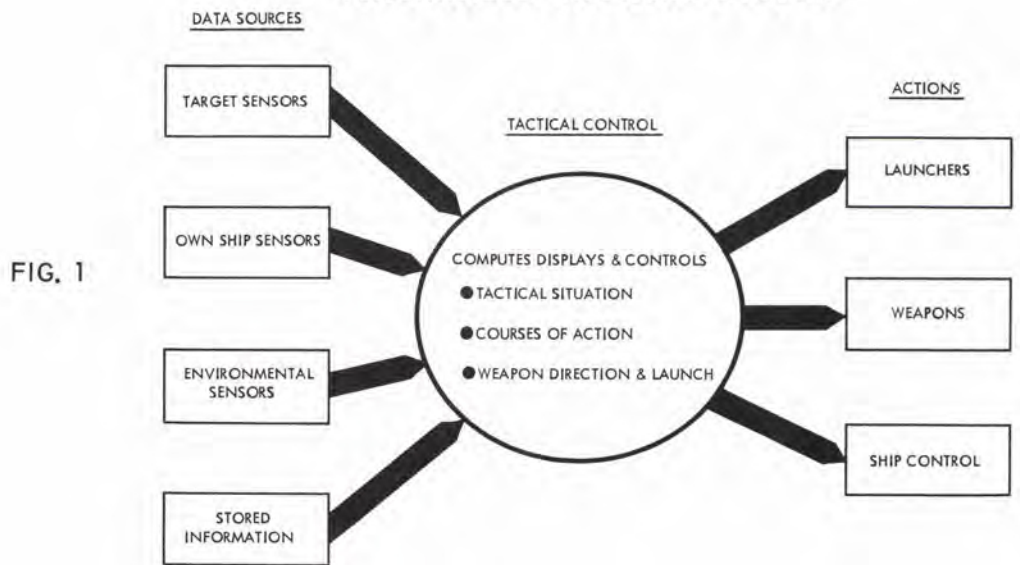 DATA SOURCES
TARGET SENSORS
OWN SHIP SENSORS
ENVIRONMENTAL
SENSORS
STORED
INFORMATION
FIG. 1
TACTICAL CONTROL
COMPUTES DISPLAYS & CONTROLS
● TACTICAL SITUATION
● COURSES OF ACTION
● WEAPON DIRECTION & LAUNCH
ACTIONS
LAUNCHERS
WEAPONS
SHIP CONTROL